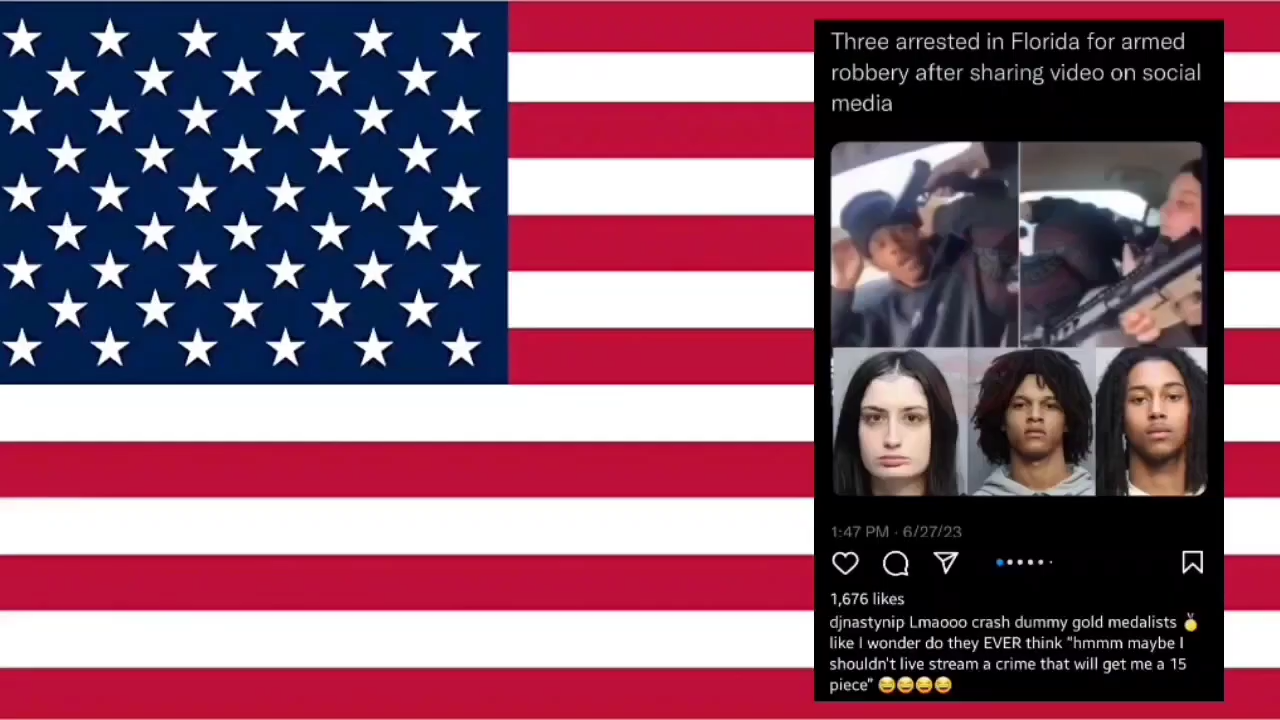 Three arrested in Florida for armed
robbery after sharing video on social
media
1:47 PM · 6/27/23
1,676 likes
djnastynip Lmaooo crash dummy gold medalists 🏅
like I wonder do they EVER think “hmmm maybe I
shouldn't live stream a crime that will get me a 15
piece” 😂😂😂😂